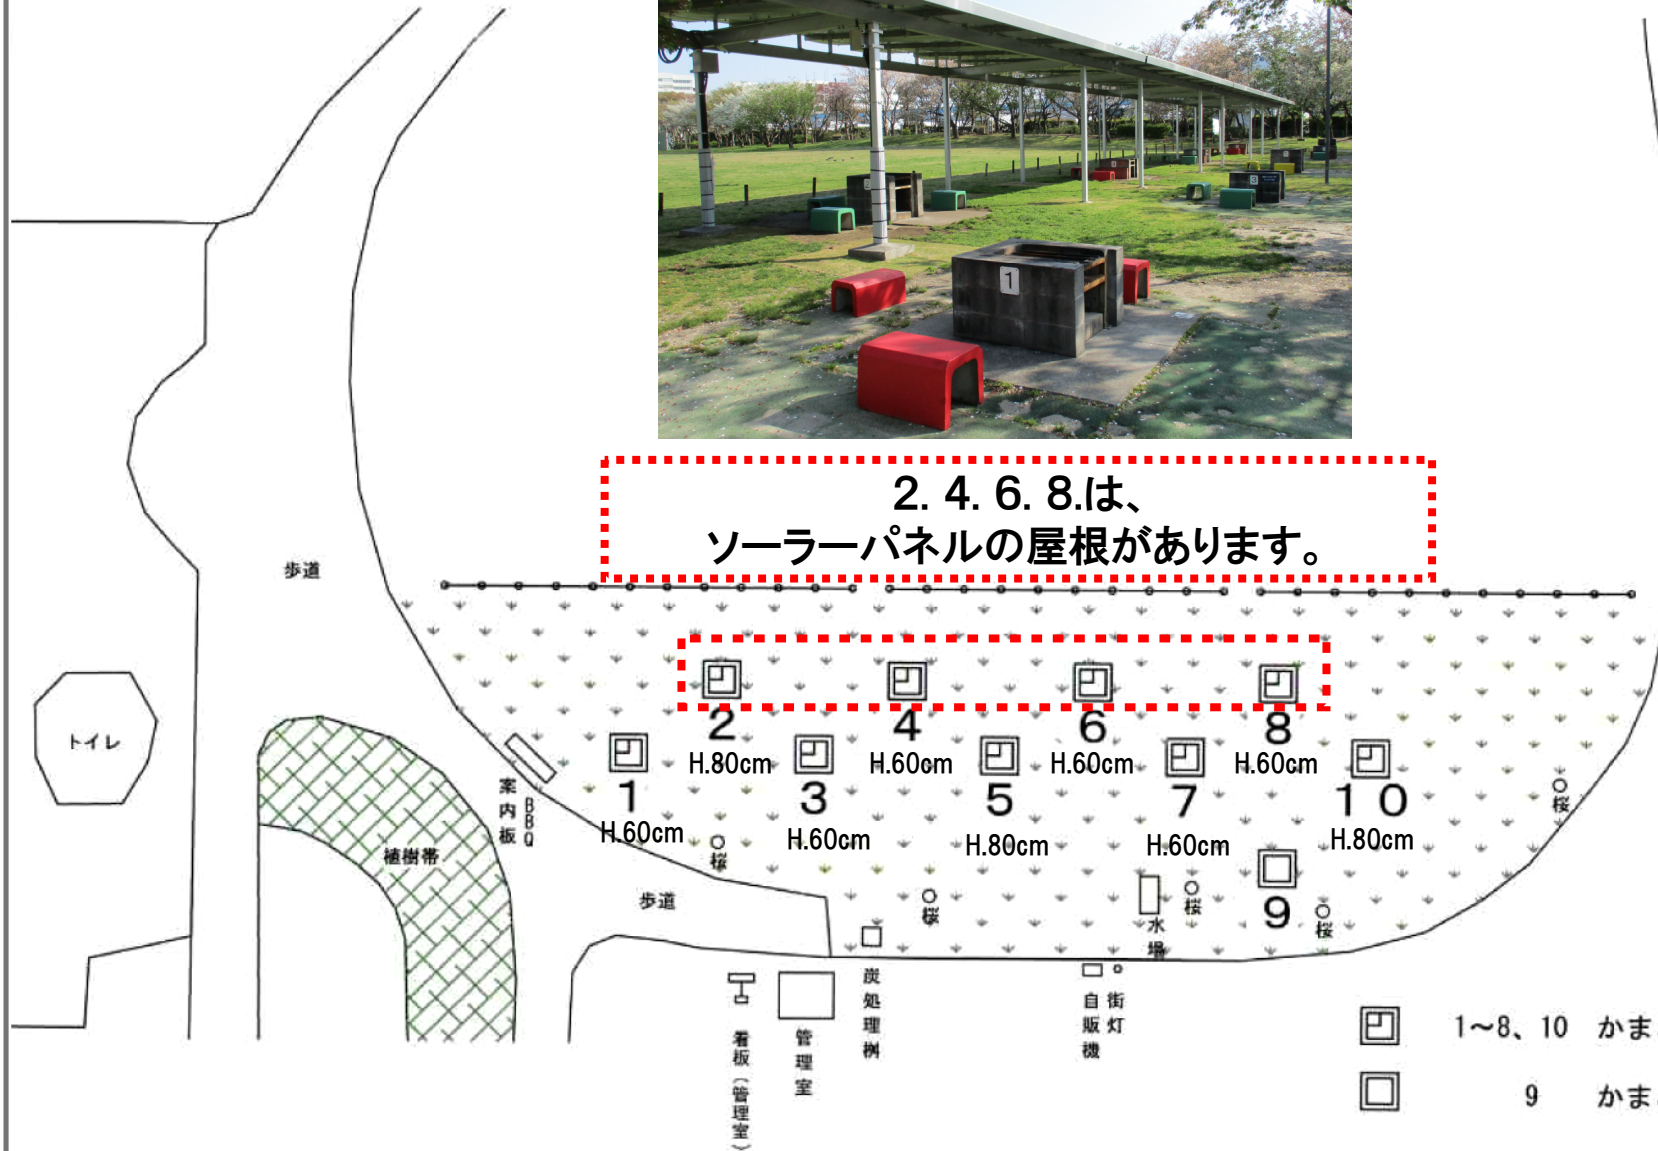 1
3
2. 4. 6. 8.は、
ソーラーパネルの屋根があります。
歩道
トイレ
植樹帯
案内板
BBQ
2
H.80cm
4
H.60cm
6
H.60cm
8
H.60cm
1
H.60cm
3
H.60cm
5
H.80cm
7
H.60cm
10
H.80cm
9
桜
桜
桜
桜
桜
水場
歩道
看板(管理室)
管理室
炭処理桝
自販機
街灯
1~8、10 かま
9 かま